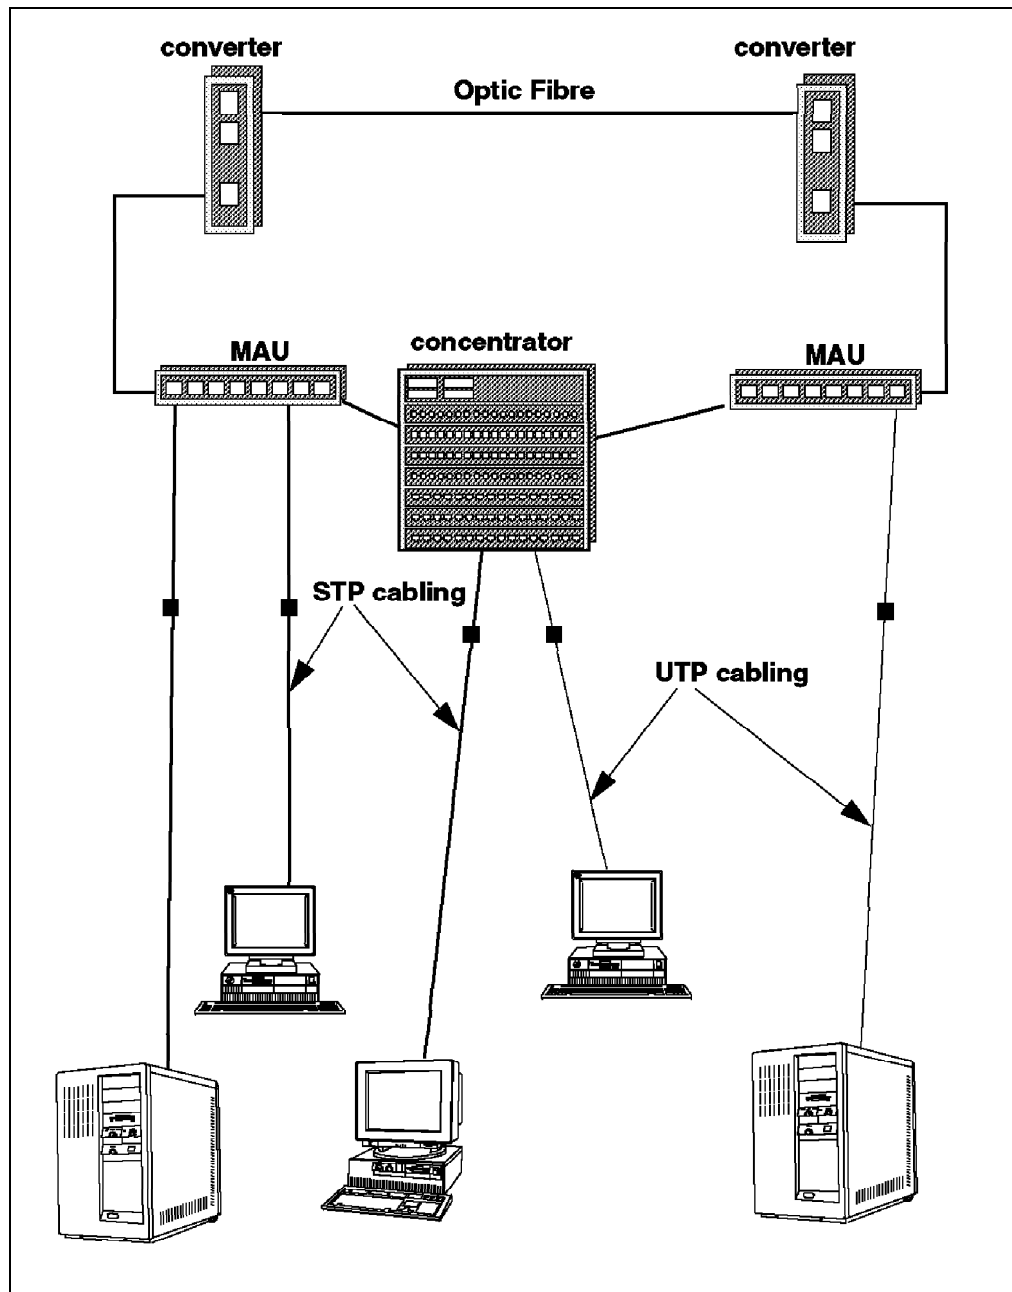 converter
converter
Optic Fibre
MAU
concentrator
MAU
STP cabling
UTP cabling